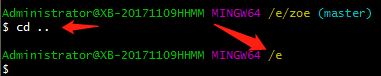 Administrator@XB-20171109HHMM MINGW64 /e/zoe (master)
$ cd ..
Administrator@XB-20171109HHMM MINGW64 /e
$